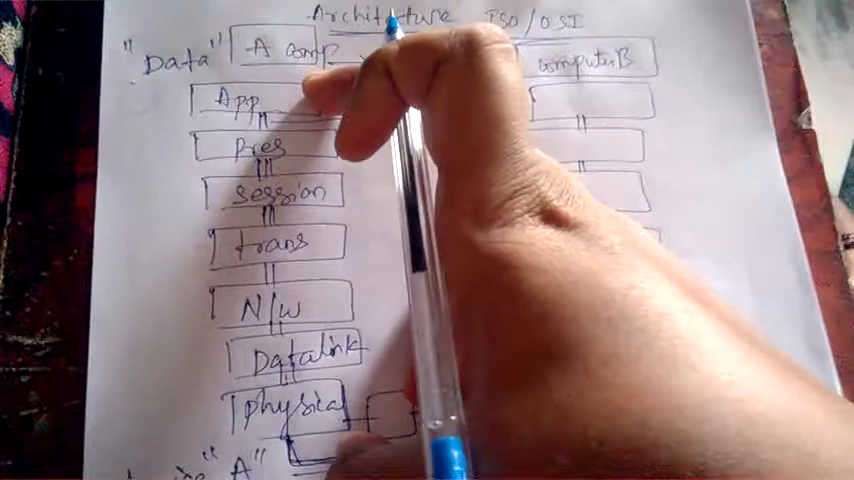 Architecture ISO/OSI
"Data" A comp computerB
App
Pres
session
trans
N/W
Datalink
physical
"A"